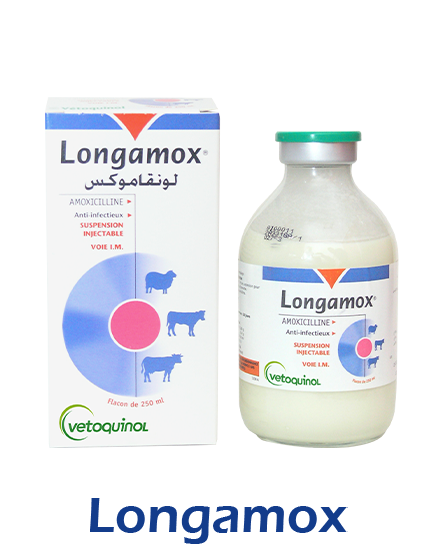 Vetoquinol
Longamox®
لونقاموكس
AMOXICILLINE
Anti-infectieux
SUSPENSION
INJECTABLE
VOIE I.M.
Flacon de 250 ml
vetoquinol
Longamox®
AMOXICILLINE
Anti-infectieux
SUSPENSION
INJECTABLE
VOIE I.M.
Flacon de 250 ml
vetoquinol
Longamox